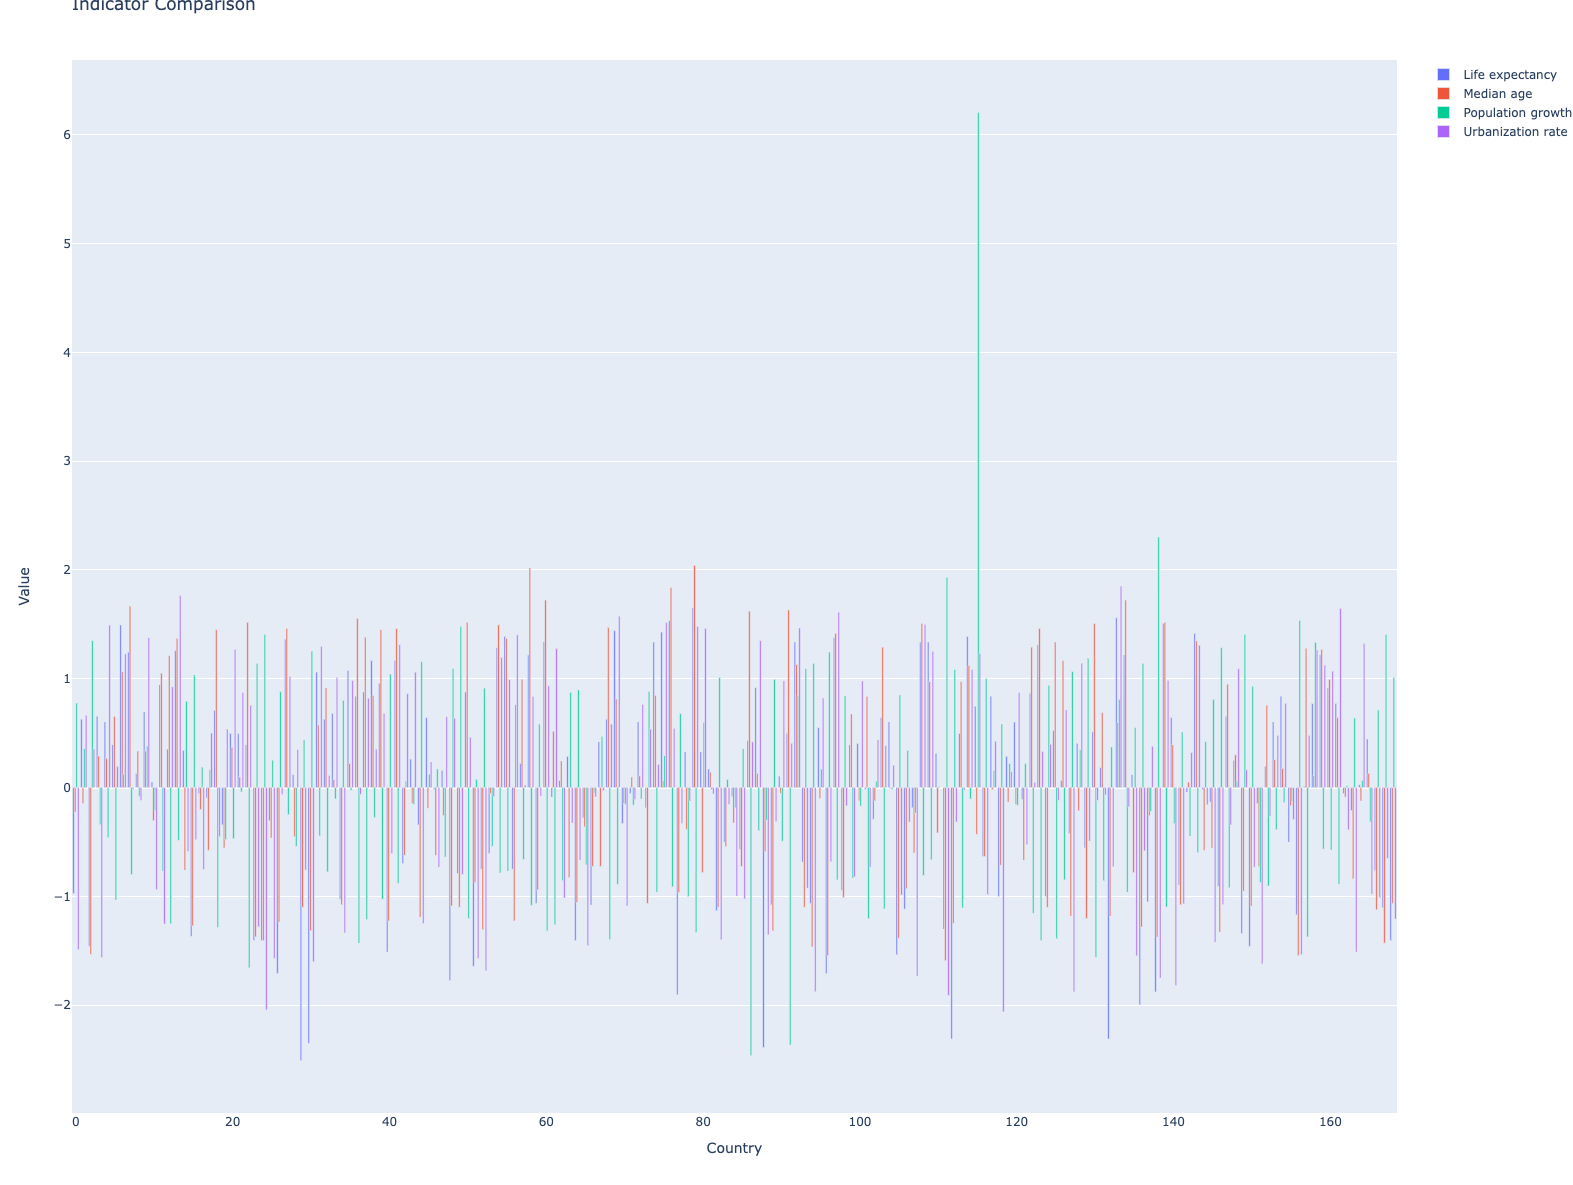 Indicator Comparison
Life expectancy
Median age
Population growth
Urbanization rate
6
5
4
3
2
1
0
−1
−2
Value
0 20 40 60 80 100 120 140 160
Country